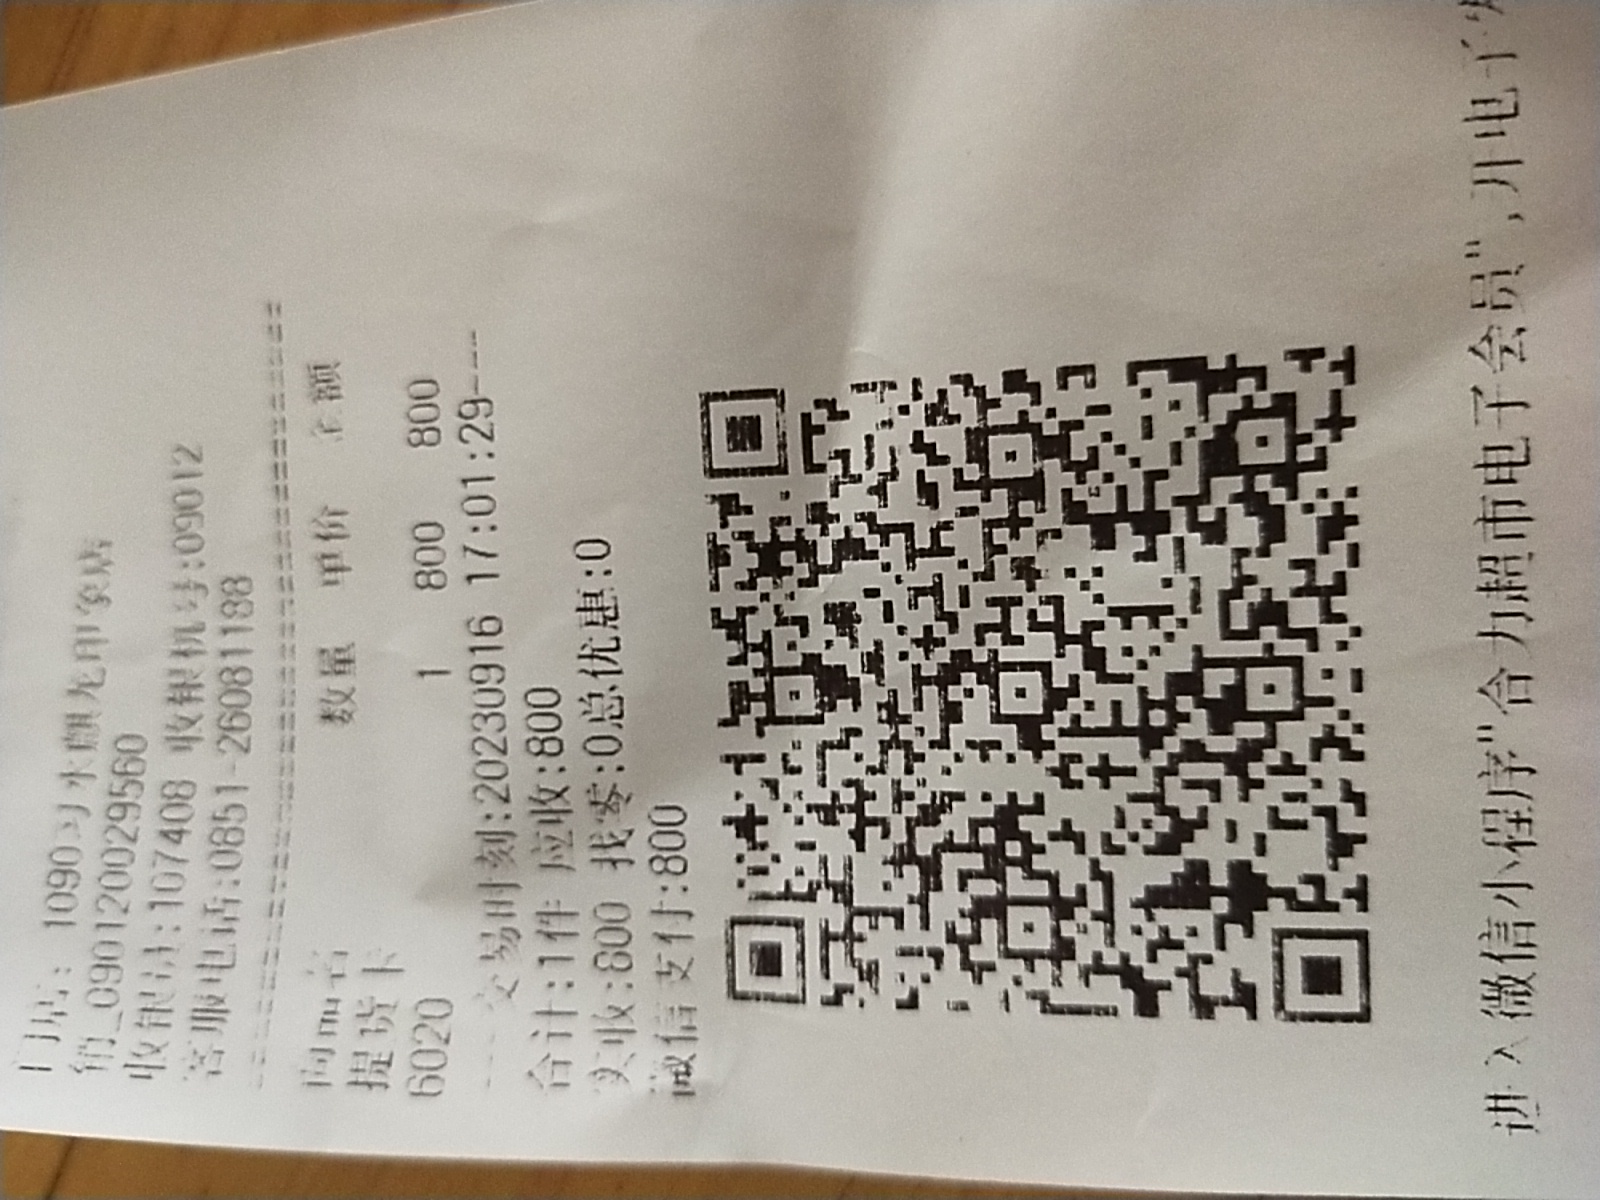 门店: 1090习水麒龙印象店
销_090120029560
收银员:107408 收银机号:09012
客服电话:0851-26081188
================================
商品名 数量 单价 金额
提货卡
6020 1 800 800
---交易时刻:20230916 17:01:29----
合计:1件 应收:800
实收:800 找零:0总优惠:0
微信支付:800
进入微信小程序"合力超市电子会员",开电子